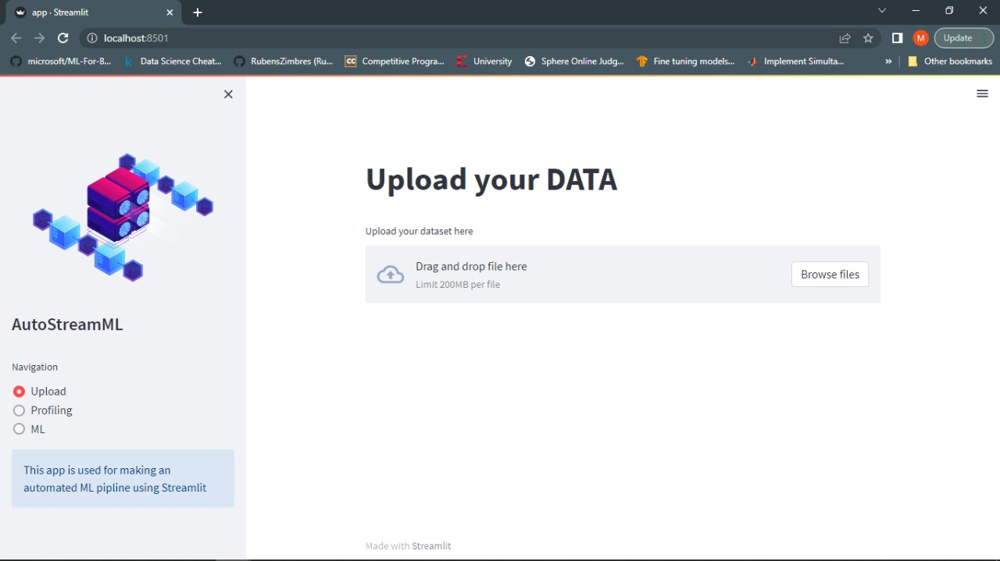 app · Streamlit
localhost:8501
M
Update
microsoft/ML-For-B...
k
Data Science Cheat...
RubensZimbres (Ru...
CC
Competitive Progra...
University
Sphere Online Judg...
Fine tuning models...
Implement Simulta...
»
Other bookmarks
AutoStreamML
Navigation
Upload
Profiling
ML
This app is used for making an
automated ML pipline using Streamlit
Upload your DATA
Upload your dataset here
Drag and drop file here
Limit 200MB per file
Browse files
Made with Streamlit